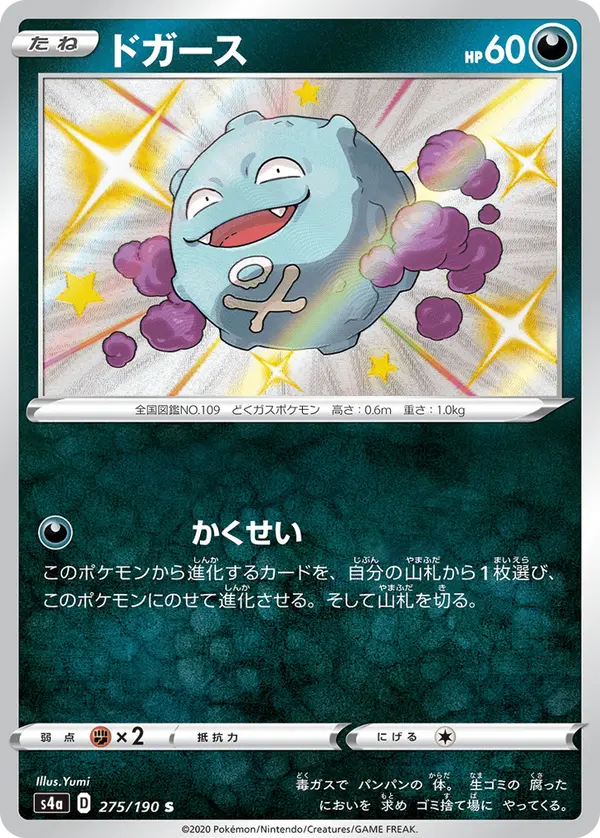 たね ドガース HP60
全国図鑑NO.109 どくガスポケモン 高さ:0.6m 重さ:1.0kg
かくせい
このポケモンから進化するカードを、自分の山札から1枚選び、
このポケモンにのせて進化させる。そして山札を切る。
弱点 ×2 抵抗力 にげる
Illus.Yumi
s4a D 275/190 S
毒ガスで パンパンの 体。生ゴミの 腐った
においを 求め ゴミ捨て場に やってくる。
©2020 Pokémon/Nintendo/Creatures/GAME FREAK.